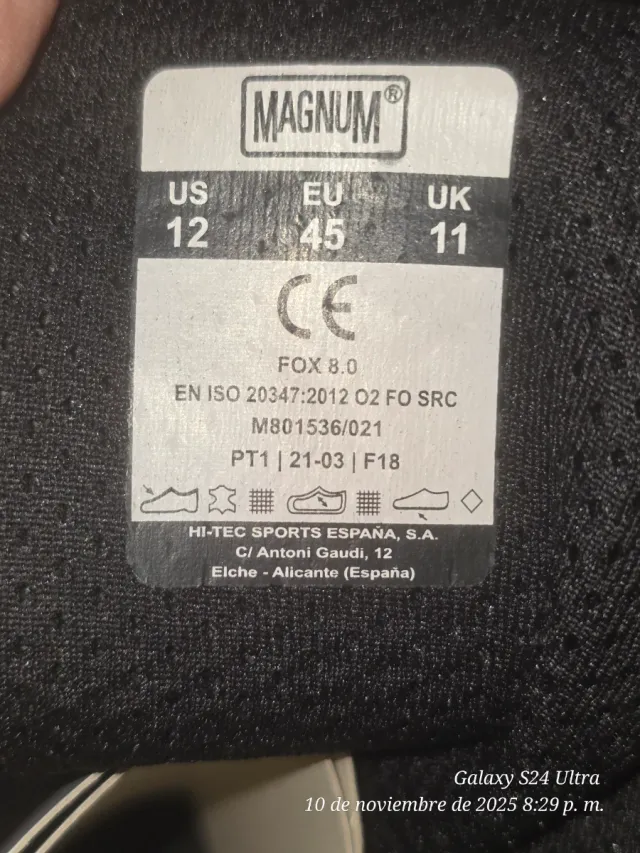 MAGNUM®
US EU UK
12 45 11
CE
FOX 8.0
EN ISO 20347:2012 O2 FO SRC
M801536/021
PT1 | 21-03 | F18
HI-TEC SPORTS ESPAÑA, S.A.
C/ Antoni Gaudi, 12
Elche - Alicante (España)
Galaxy S24 Ultra
10 de noviembre de 2025 8:29 p. m.